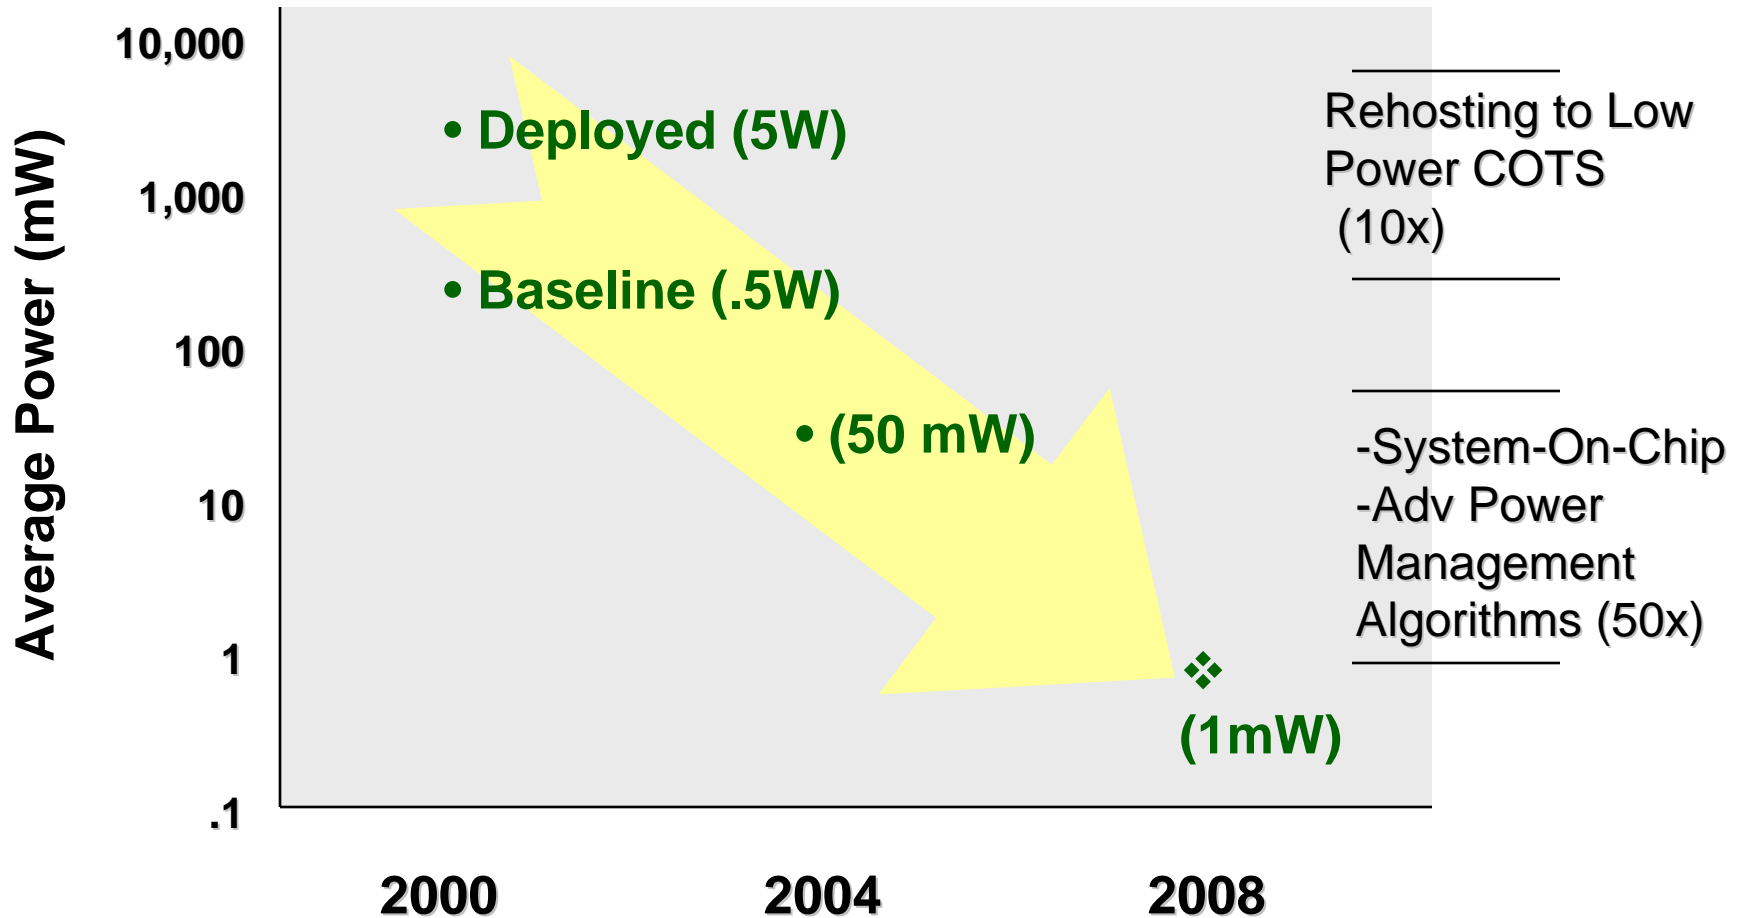 Average Power (mW)
10,000
1,000
100
10
1
.1
• Deployed (5W)
• Baseline (.5W)
• (50 mW)
(1mW)
2000
2004
2008
Rehosting to Low
Power COTS
(10x)
-System-On-Chip
-Adv Power
Management
Algorithms (50x)